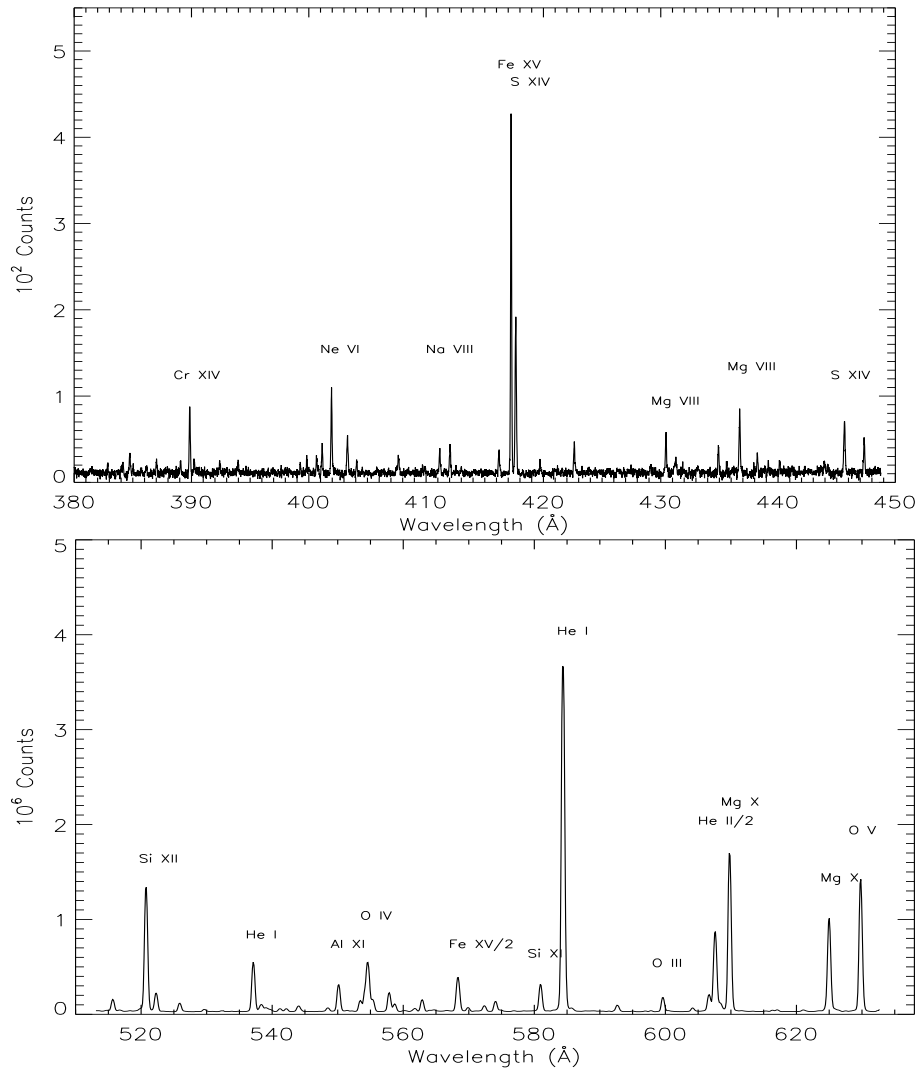 5
Fe XV
S XIV
4
3
10² Counts
2
Ne VI
Na VIII
Mg VIII
Cr XIV
S XIV
Mg VIII
1
0
380
390
400
410
420
430
440
450
Wavelength (Å)
5
He I
4
3
10⁶ Counts
Mg X
He II/2
2
O V
Si XII
Mg X
O IV
1
He I
Al XI
Fe XV/2
Si XI
O III
0
520
540
560
580
600
620
Wavelength (Å)